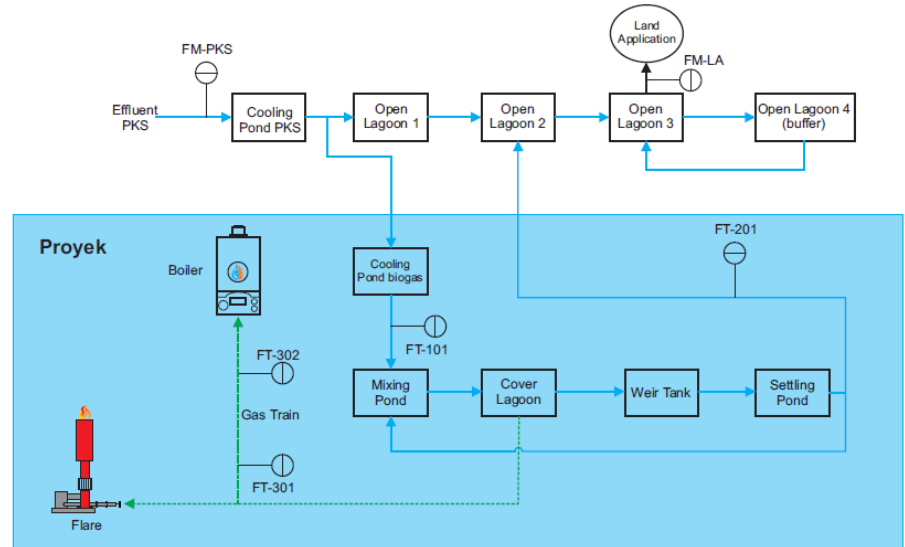 Land
Application
FM-PKS
FM-LA
Effluent
PKS
Cooling
Pond PKS
Open
Lagoon 1
Open
Lagoon 2
Open
Lagoon 3
Open Lagoon 4
(buffer)
Proyek
Boiler
Cooling
Pond biogas
FT-201
FT-101
FT-302
Mixing
Pond
Cover
Lagoon
Weir Tank
Settling
Pond
Gas Train
FT-301
Flare